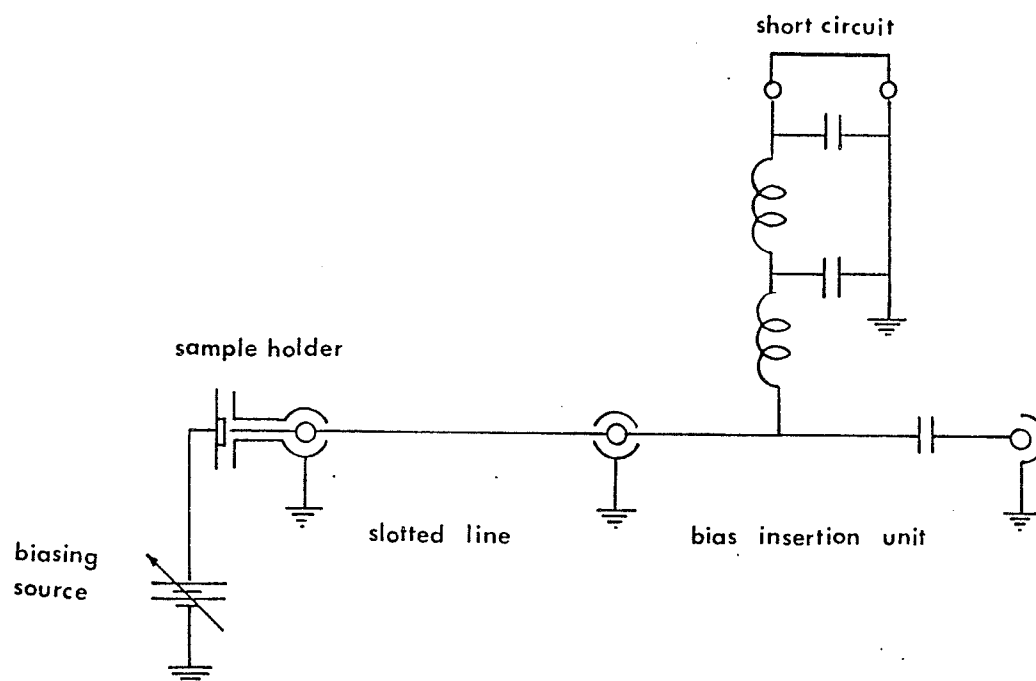 short circuit
sample holder
slotted line
bias insertion unit
biasing
source